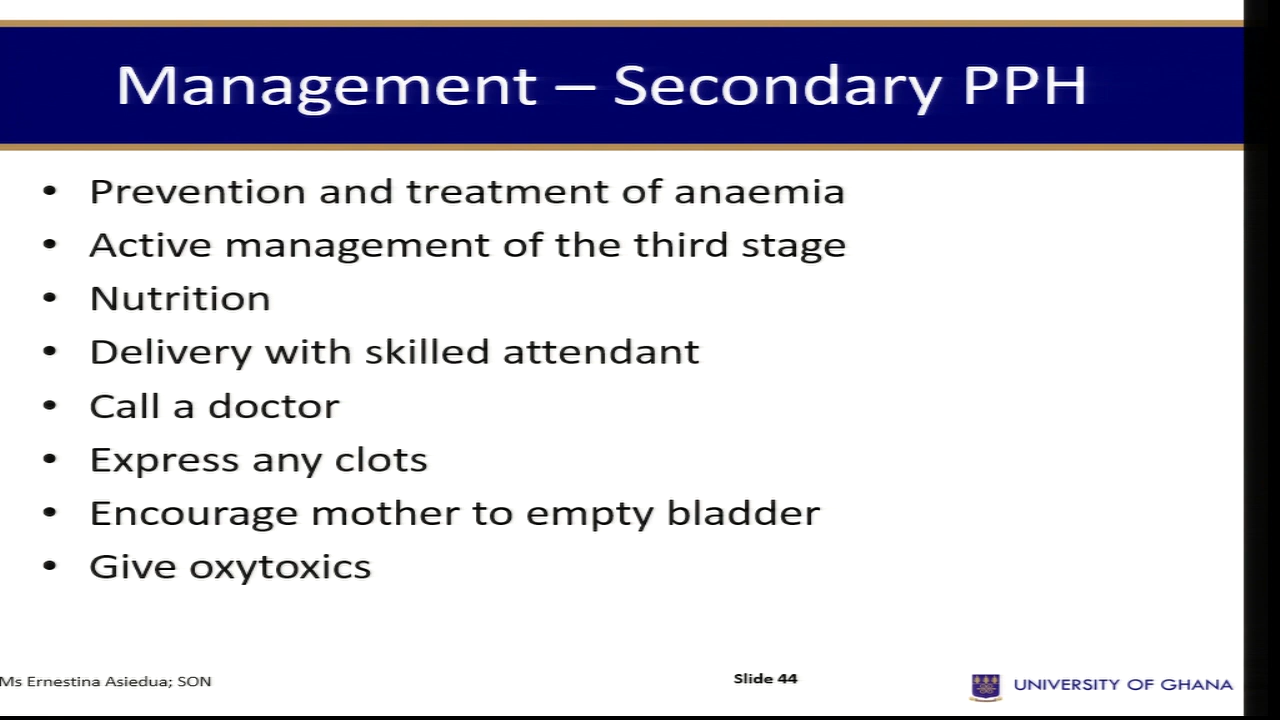 Management – Secondary PPH
• Prevention and treatment of anaemia
• Active management of the third stage
• Nutrition
• Delivery with skilled attendant
• Call a doctor
• Express any clots
• Encourage mother to empty bladder
• Give oxytoxics
Ms Ernestina Asiedua; SON
Slide 44
UNIVERSITY OF GHANA